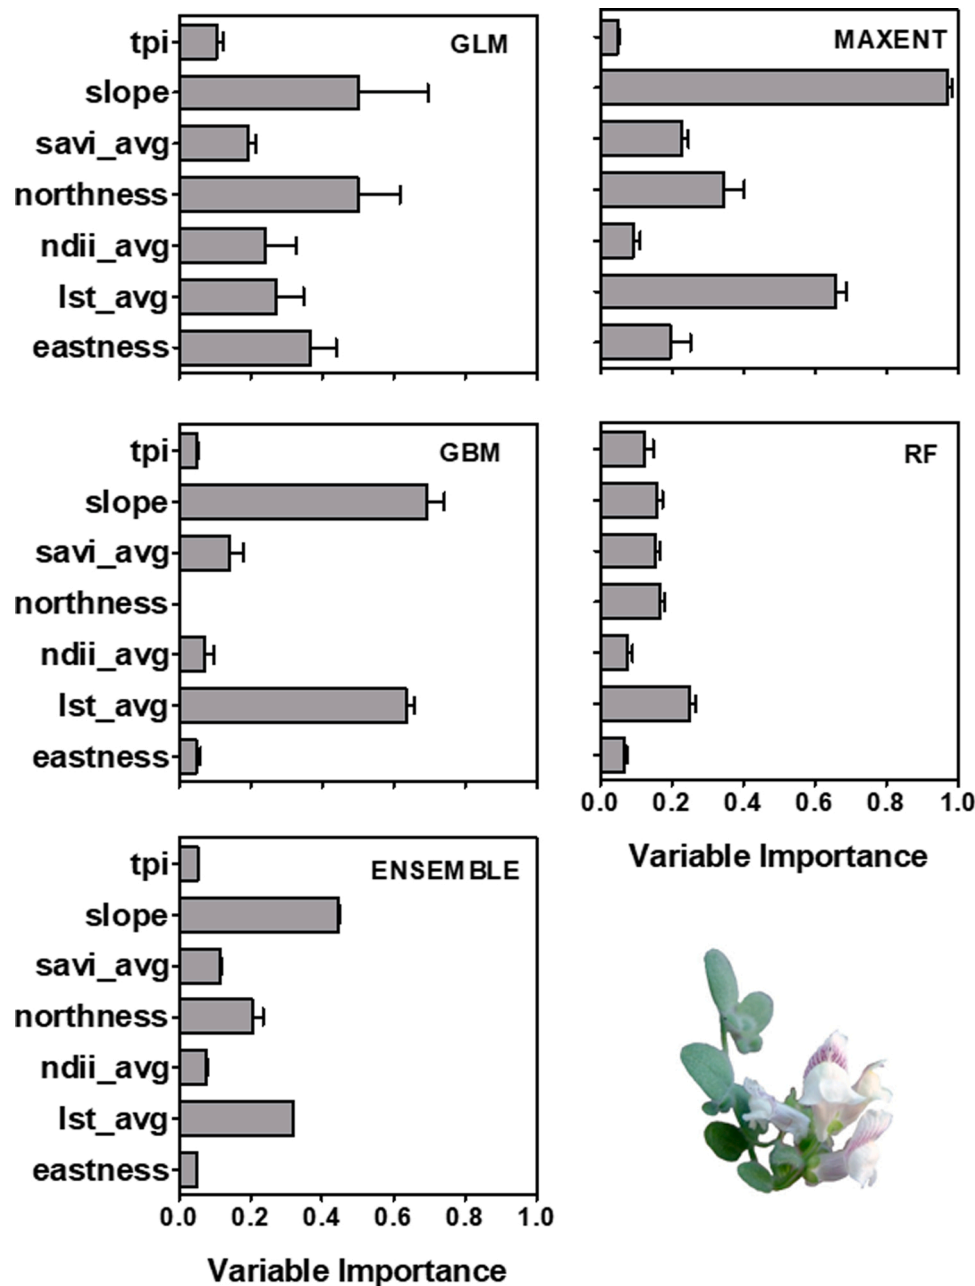 GLM
tpi
slope
savi_avg
northness
ndii_avg
lst_avg
eastness
MAXENT
GBM
tpi
slope
savi_avg
northness
ndii_avg
lst_avg
eastness
RF
0.0 0.2 0.4 0.6 0.8 1.0
Variable Importance
ENSEMBLE
tpi
slope
savi_avg
northness
ndii_avg
lst_avg
eastness
0.0 0.2 0.4 0.6 0.8 1.0
Variable Importance